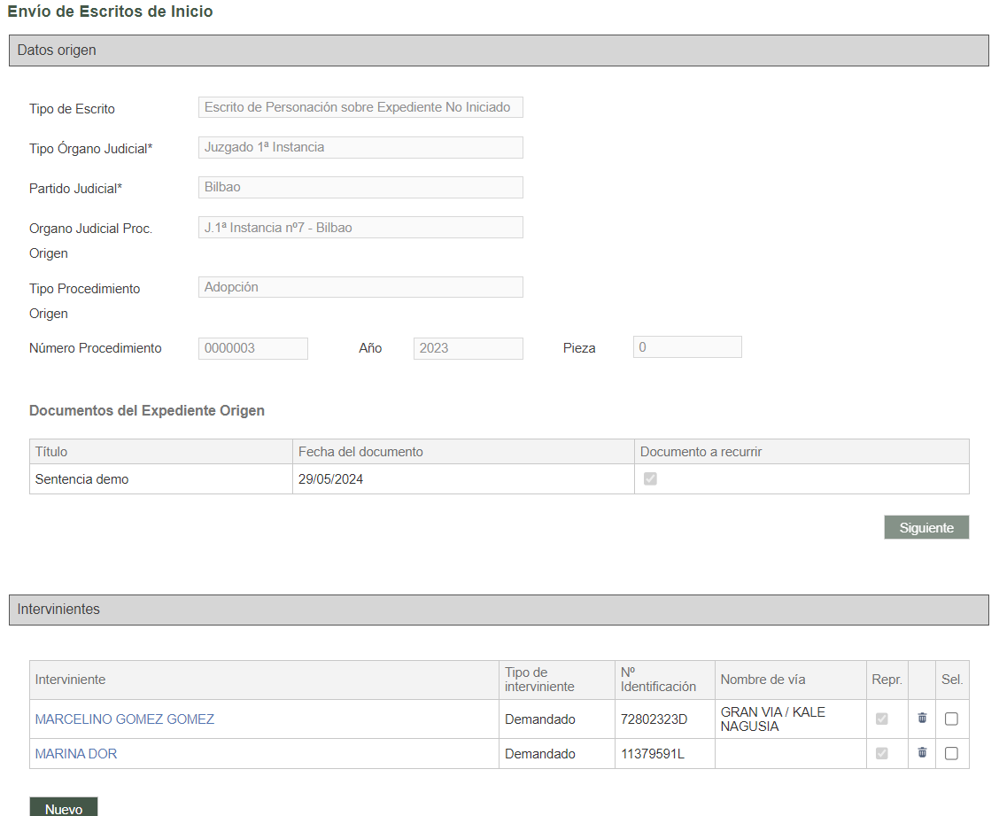 Envío de Escritos de Inicio
Datos origen
Tipo de Escrito Escrito de Personación sobre Expediente No Iniciado
Tipo Órgano Judicial* Juzgado 1ª Instancia
Partido Judicial* Bilbao
Organo Judicial Proc. J.1ª Instancia nº7 - Bilbao
Origen
Tipo Procedimiento Adopción
Origen
Número Procedimiento 0000003 Año 2023 Pieza 0
Documentos del Expediente Origen
Título Fecha del documento Documento a recurrir
Sentencia demo 29/05/2024
Siguiente
Intervinientes
Interviniente Tipo de interviniente Nº Identificación Nombre de vía Repr. Sel.
MARCELINO GOMEZ GOMEZ Demandado 72802323D GRAN VIA / KALE NAGUSIA
MARINA DOR Demandado 11379591L
Nuevo